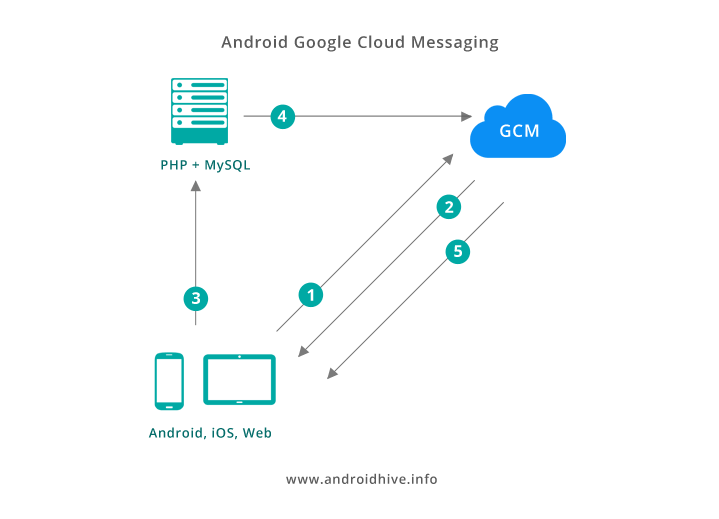 Android Google Cloud Messaging
4
GCM
PHP + MySQL
2
5
3
1
Android, iOS, Web
www.androidhive.info